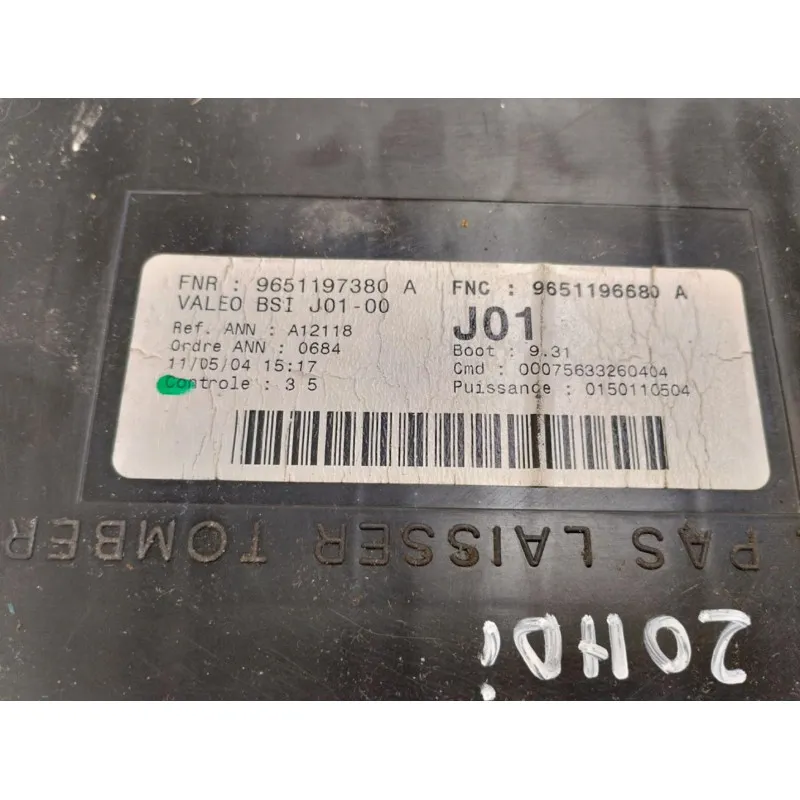 FNR : 9651197380 A
VALEO BSI J01-00
Ref. ANN : A12118
Ordre ANN : 0684
11/05/04 15:17
Controle : 3 5
FNC : 9651196680 A
J01
Boot : 9.31
Cmd : 00075633260404
Puissance : 0150110504
PAS LAISSER TOMBER
20HDi